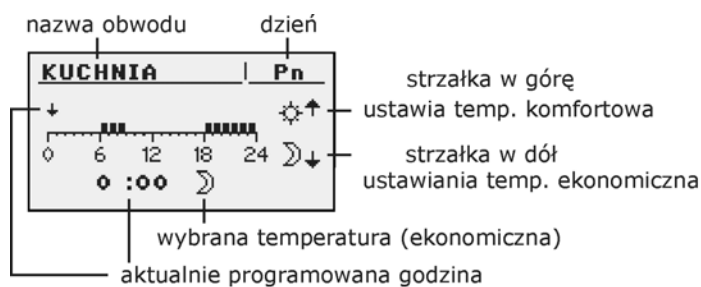 nazwa obwodu dzień
KUCHNIA Pn
strzałka w górę
ustawia temp. komfortowa
0 6 12 18 24
strzałka w dół
ustawiania temp. ekonomiczna
0 :00
wybrana temperatura (ekonomiczna)
aktualnie programowana godzina